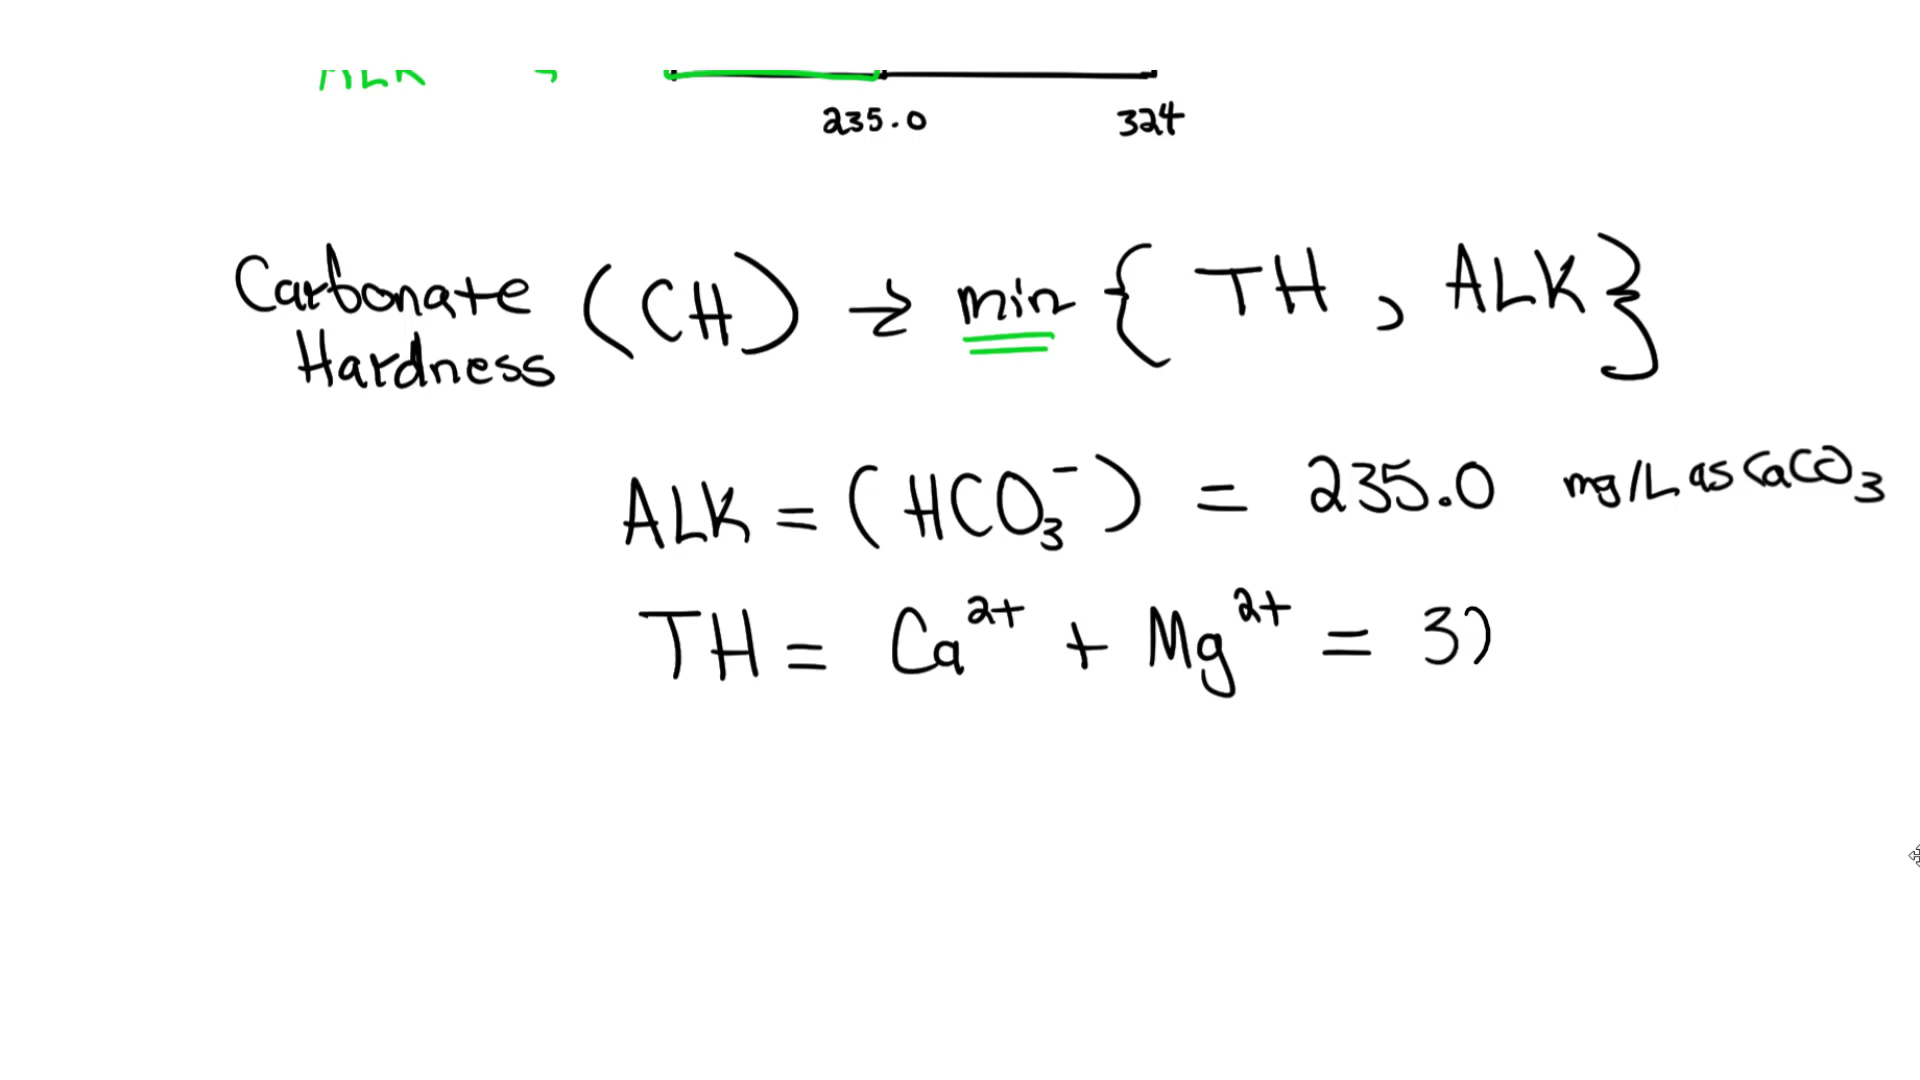 ALK
235.0 324
Carbonate Hardness (CH) → min { TH , ALK }
ALK = (HCO₃⁻) = 235.0 mg/L as CaCO₃
TH = Ca²⁺ + Mg²⁺ = 3